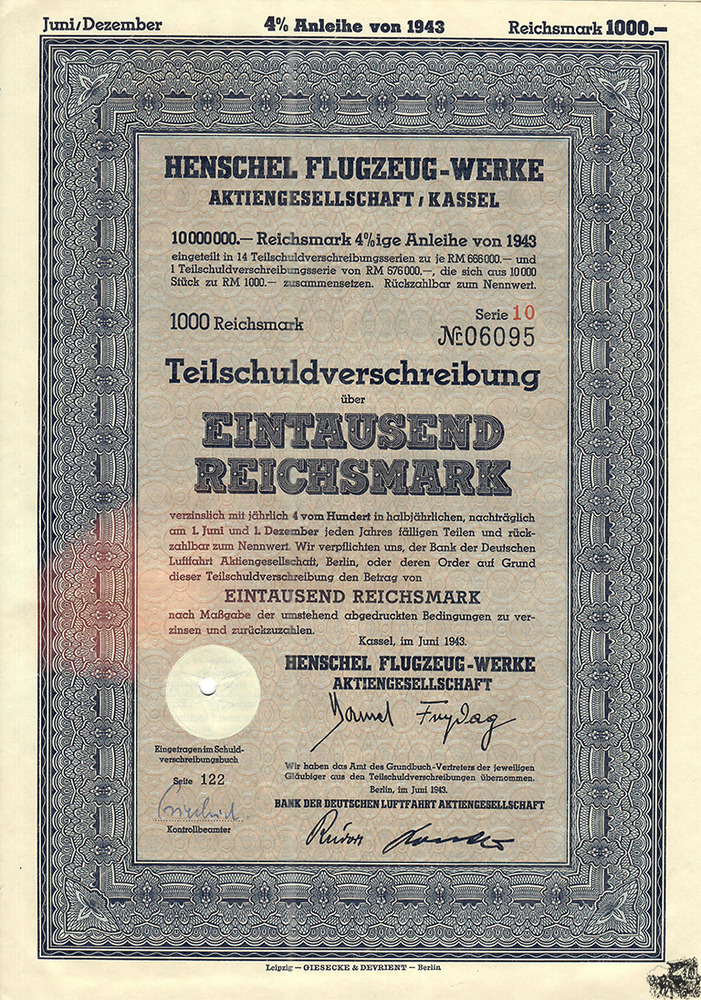 Juni/Dezember 4% Anleihe von 1943 Reichsmark 1000.—
HENSCHEL FLUGZEUG-WERKE
AKTIENGESELLSCHAFT / KASSEL
10000000.— Reichsmark 4%ige Anleihe von 1943
eingeteilt in 14 Teilschuldverschreibungsserien zu je RM 666000.— und
1 Teilschuldverschreibungsserie von RM 676000.—, die sich aus 10000
Stück zu RM 1000.— zusammensetzen. Rückzahlbar zum Nennwert.
Serie 10
1000 Reichsmark
№06095
Teilschuldverschreibung
über
EINTAUSEND
REICHSMARK
verzinslich mit jährlich 4 vom Hundert in halbjährlichen, nachträglich
am 1. Juni und 1. Dezember jeden Jahres fälligen Teilen und rück-
zahlbar zum Nennwert. Wir verpflichten uns, der Bank der Deutschen
Luftfahrt Aktiengesellschaft, Berlin, oder deren Order auf Grund
dieser Teilschuldverschreibung den Betrag von
EINTAUSEND REICHSMARK
nach Maßgabe der umstehend abgedruckten Bedingungen zu ver-
zinsen und zurückzuzahlen.
Kassel, im Juni 1943.
HENSCHEL FLUGZEUG-WERKE
AKTIENGESELLSCHAFT
Eingetragen im Schuld-
verschreibungsbuch
Seite 122
Kontrollbeamter
Wir haben das Amt des Grundbuch-Vertreters der jeweiligen
Gläubiger aus den Teilschuldverschreibungen übernommen.
Berlin, im Juni 1943.
BANK DER DEUTSCHEN LUFTFAHRT AKTIENGESELLSCHAFT
Leipzig — GIESECKE & DEVRIENT — Berlin